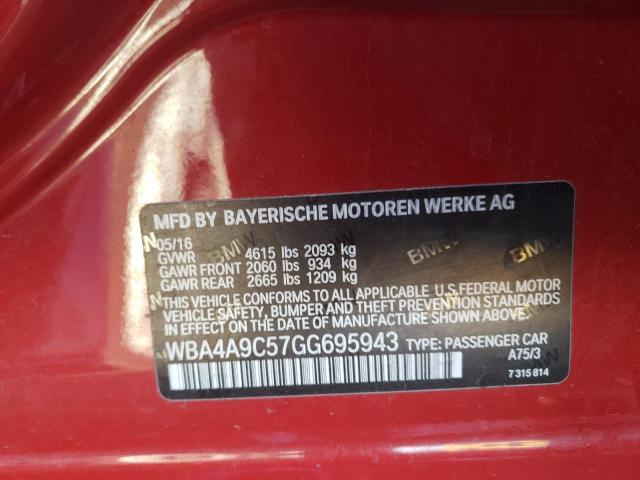 MFD BY BAYERISCHE MOTOREN WERKE AG
05/16
GVWR 4615 lbs 2093 kg
GAWR FRONT 2060 lbs 934 kg
GAWR REAR 2665 lbs 1209 kg
THIS VEHICLE CONFORMS TO ALL APPLICABLE U.S.FEDERAL MOTOR
VEHICLE SAFETY, BUMPER AND THEFT PREVENTION STANDARDS
IN EFFECT ON THE DATE OF MANUFACTURE SHOWN ABOVE.
WBA4A9C57GG695943 TYPE: PASSENGER CAR
A75/3
7 315 814
BMW
BMW